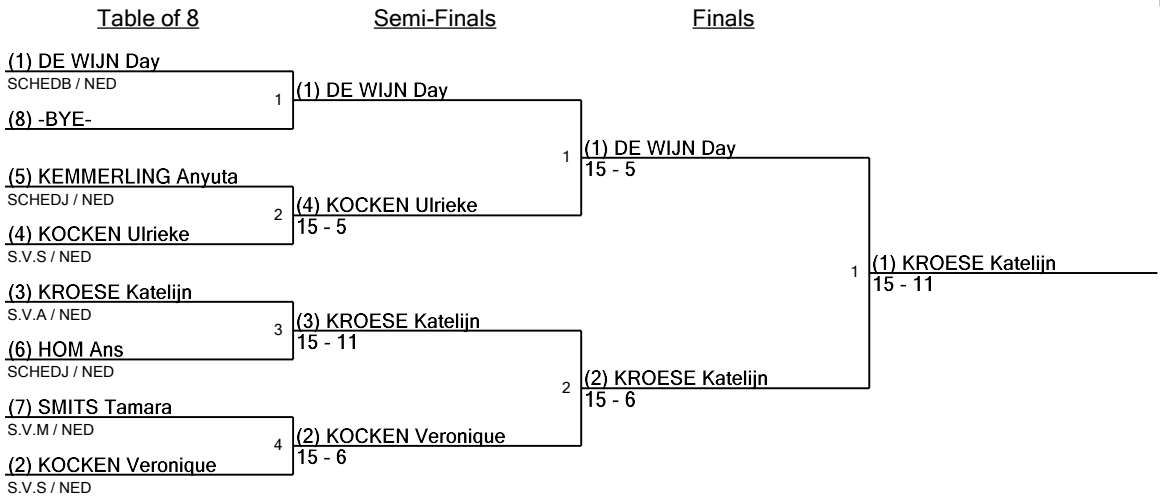 Table of 8
Semi-Finals
Finals
(1) DE WIJN Day
SCHEDB / NED
1
(8) -BYE-
(1) DE WIJN Day
(5) KEMMERLING Anyuta
SCHEDJ / NED
2
(4) KOCKEN Ulrieke
S.V.S / NED
(4) KOCKEN Ulrieke
15 - 5
1
(1) DE WIJN Day
15 - 5
(3) KROESE Katelijn
S.V.A / NED
3
(6) HOM Ans
SCHEDJ / NED
(3) KROESE Katelijn
15 - 11
(7) SMITS Tamara
S.V.M / NED
4
(2) KOCKEN Veronique
S.V.S / NED
(2) KOCKEN Veronique
15 - 6
2
(2) KROESE Katelijn
15 - 6
1
(1) KROESE Katelijn
15 - 11